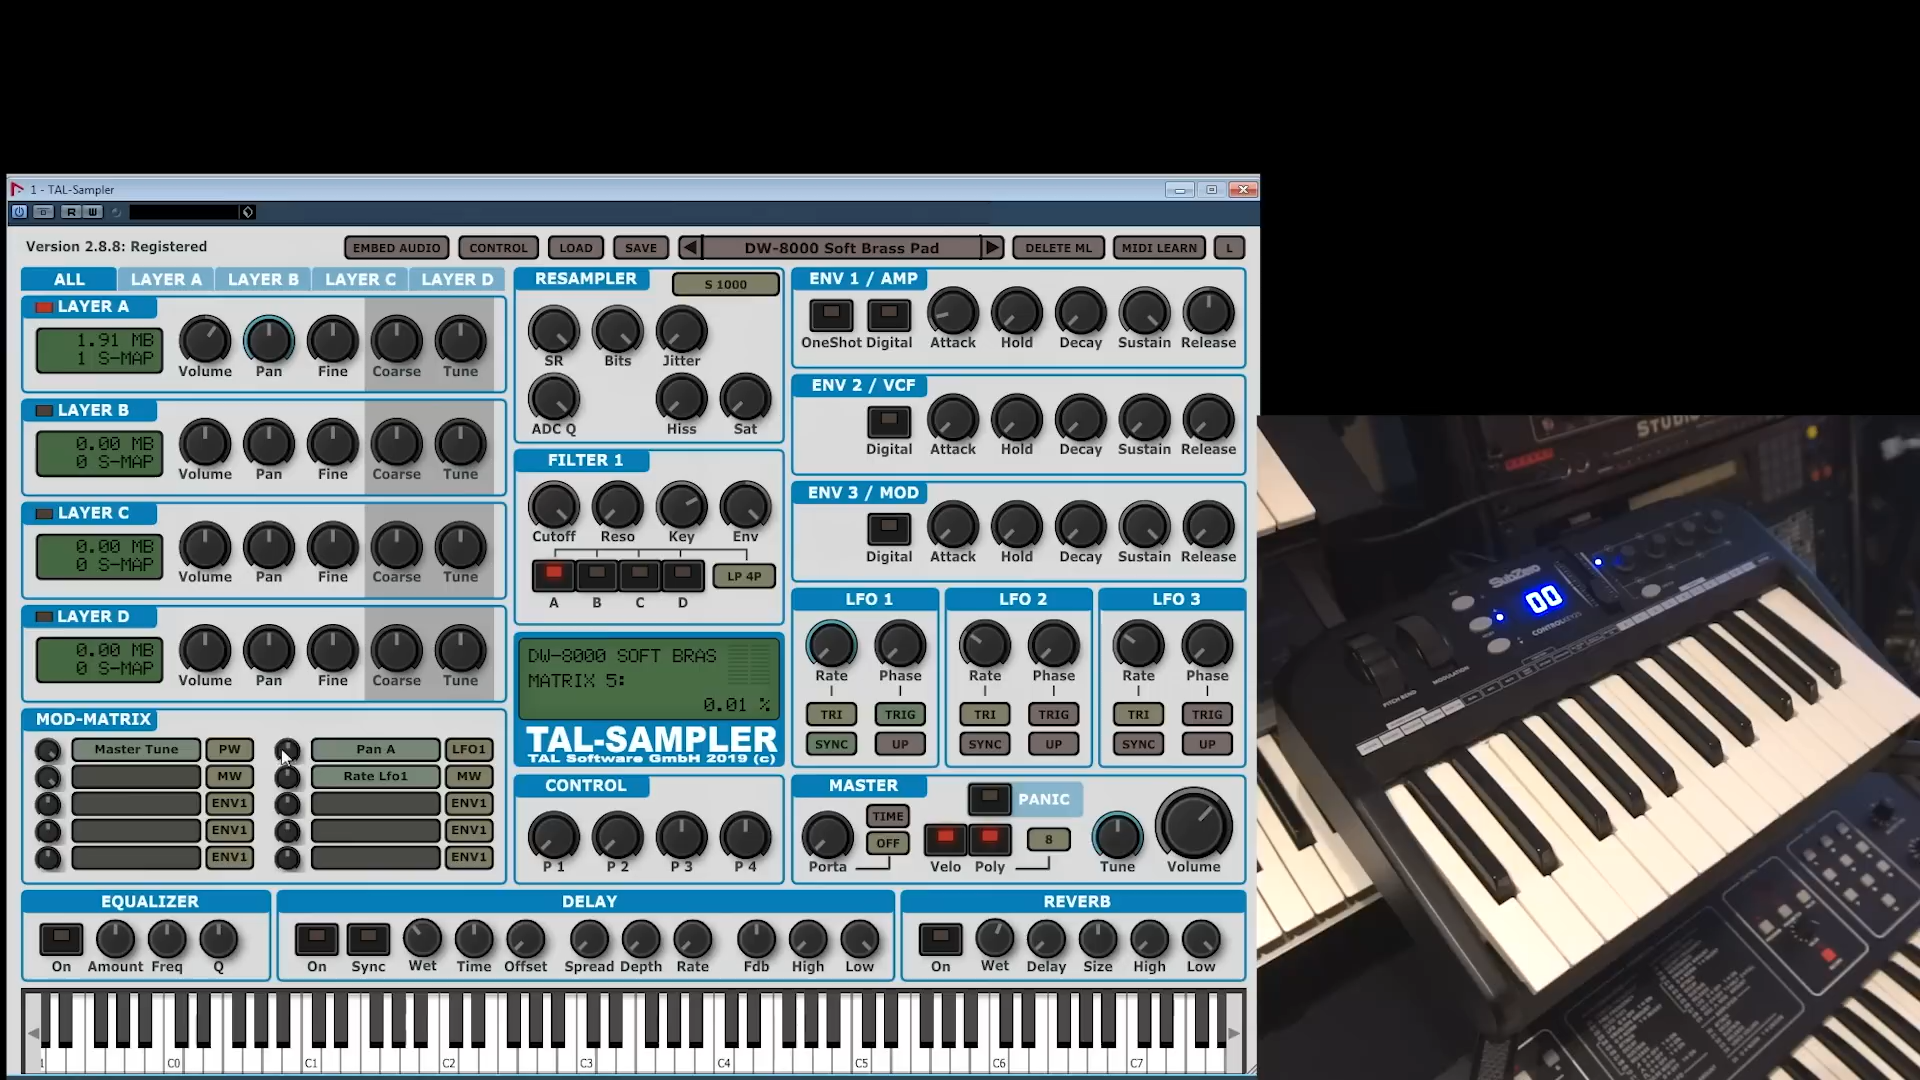 1 - TAL-Sampler
R W
Version 2.8.8: Registered
EMBED AUDIO CONTROL LOAD SAVE DW-8000 Soft Brass Pad DELETE ML MIDI LEARN L
ALL LAYER A LAYER B LAYER C LAYER D
LAYER A
1.91 MB
1 S-MAP
Volume Pan Fine Coarse Tune
LAYER B
0.00 MB
0 S-MAP
Volume Pan Fine Coarse Tune
LAYER C
0.00 MB
0 S-MAP
Volume Pan Fine Coarse Tune
LAYER D
0.00 MB
0 S-MAP
Volume Pan Fine Coarse Tune
MOD-MATRIX
Master Tune PW Pan A LFO1
MW Rate Lfo1 MW
ENV1 ENV1
ENV1 ENV1
ENV1 ENV1
RESAMPLER S 1000
SR Bits Jitter
ADC Q Hiss Sat
FILTER 1
Cutoff Reso Key Env
LP 4P
A B C D
DW-8000 SOFT BRAS
MATRIX 5:
0.01 %
TAL-SAMPLER
TAL Software GmbH 2019 (c)
CONTROL
P 1 P 2 P 3 P 4
ENV 1 / AMP
OneShot Digital Attack Hold Decay Sustain Release
ENV 2 / VCF
Digital Attack Hold Decay Sustain Release
ENV 3 / MOD
Digital Attack Hold Decay Sustain Release
LFO 1
Rate Phase
TRI TRIG
SYNC UP
LFO 2
Rate Phase
TRI TRIG
SYNC UP
LFO 3
Rate Phase
TRI TRIG
SYNC UP
MASTER
PANIC
TIME
OFF
8
Porta Velo Poly Tune Volume
EQUALIZER
On Amount Freq Q
DELAY
On Sync Wet Time Offset Spread Depth Rate Fdb High Low
REVERB
On Wet Delay Size High Low
C0 C1 C2 C3 C4 C5 C6 C7
STUDIO
SubZero
00
CONTROLKEY25
PITCH BEND
MODULATION